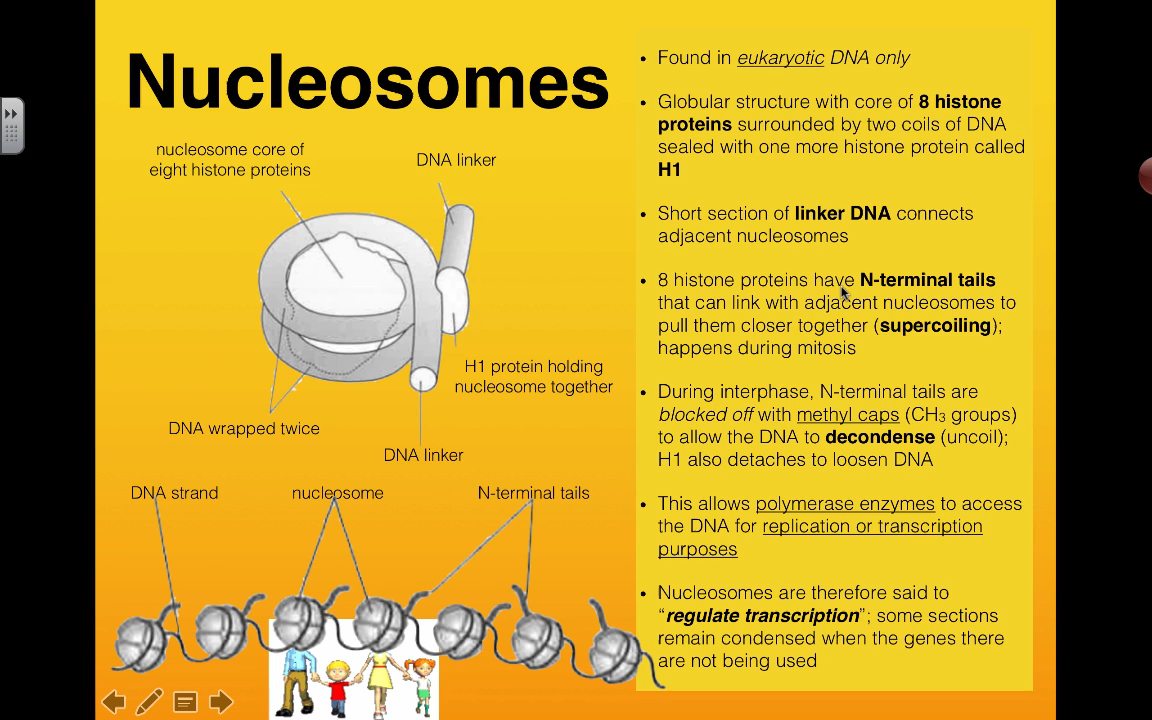 Nucleosomes
nucleosome core of
eight histone proteins
DNA linker
H1 protein holding
nucleosome together
DNA wrapped twice
DNA linker
DNA strand
nucleosome
N-terminal tails
• Found in eukaryotic DNA only
• Globular structure with core of 8 histone
proteins surrounded by two coils of DNA
sealed with one more histone protein called
H1
• Short section of linker DNA connects
adjacent nucleosomes
• 8 histone proteins have N-terminal tails
that can link with adjacent nucleosomes to
pull them closer together (supercoiling);
happens during mitosis
• During interphase, N-terminal tails are
blocked off with methyl caps (CH₃ groups)
to allow the DNA to decondense (uncoil);
H1 also detaches to loosen DNA
• This allows polymerase enzymes to access
the DNA for replication or transcription
purposes
• Nucleosomes are therefore said to
“regulate transcription”; some sections
remain condensed when the genes there
are not being used